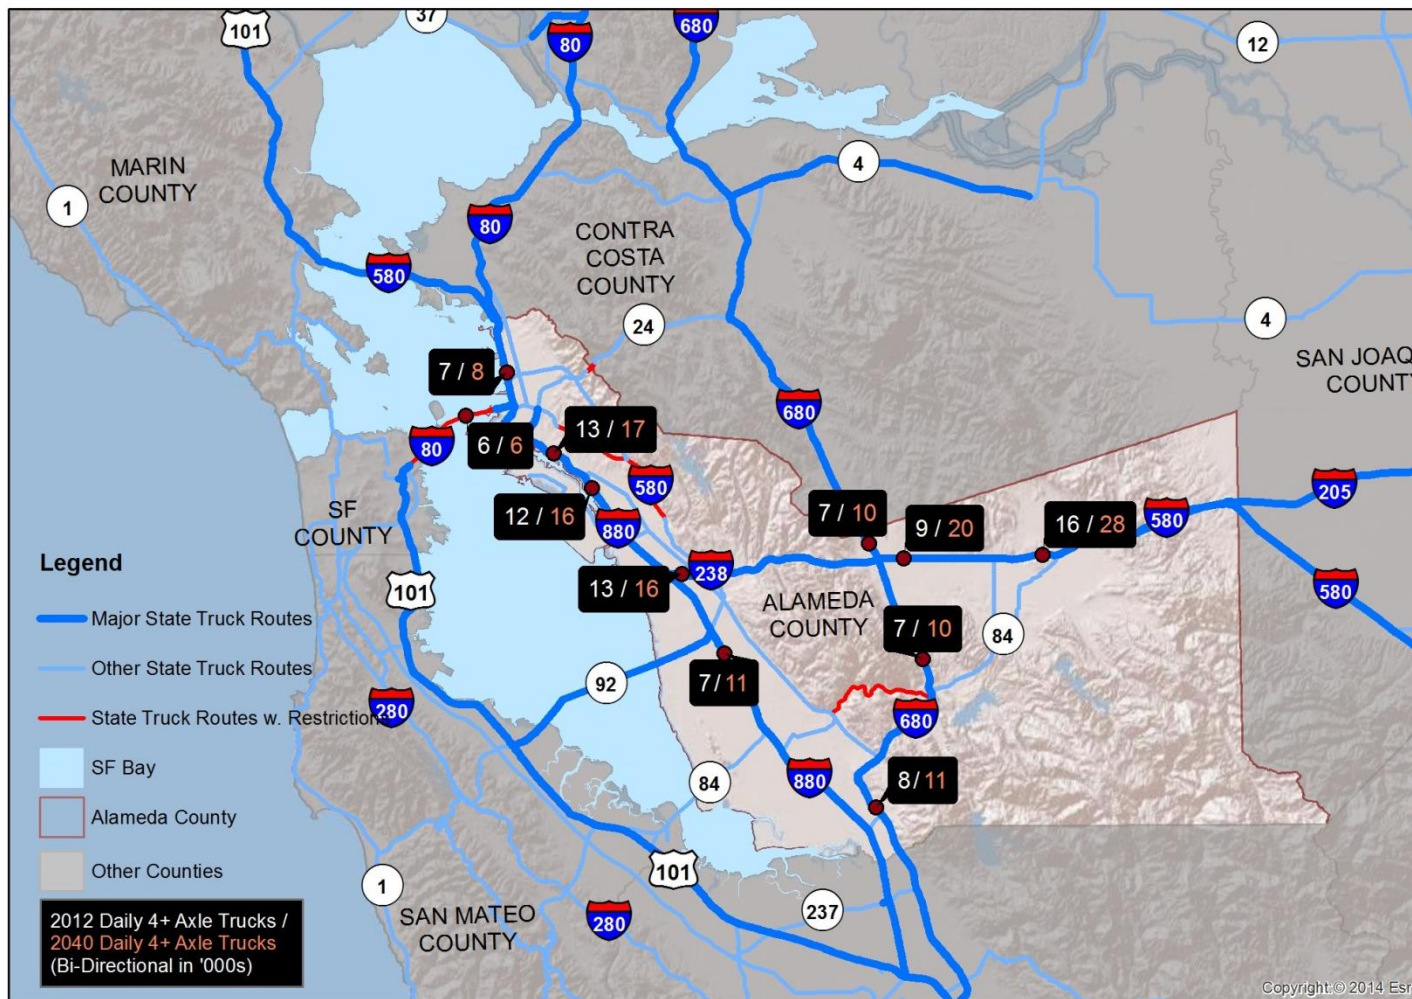 37
101
80
680
12
MARIN
COUNTY
4
1
80
CONTRA
COSTA
COUNTY
580
24
4
SAN JOAQ
COUNTY
7 / 8
680
13 / 17
6 / 6
80
580
205
SF
COUNTY
12 / 16
880
7 / 10
9 / 20
16 / 28
580
Legend
101
13 / 16
238
580
Major State Truck Routes
ALAMEDA
COUNTY
7 / 10
84
Other State Truck Routes
92
7 / 11
280
State Truck Routes w. Restrictions
680
SF Bay
84
880
8 / 11
Alameda County
Other Counties
101
1
SAN MATEO
COUNTY
280
237
2012 Daily 4+ Axle Trucks /
2040 Daily 4+ Axle Trucks
(Bi-Directional in '000s)
Copyright:© 2014 Esr